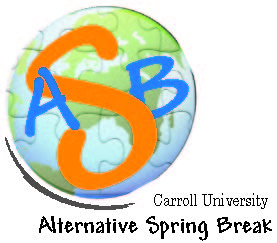 ASB
Carroll University
Alternative Spring Break